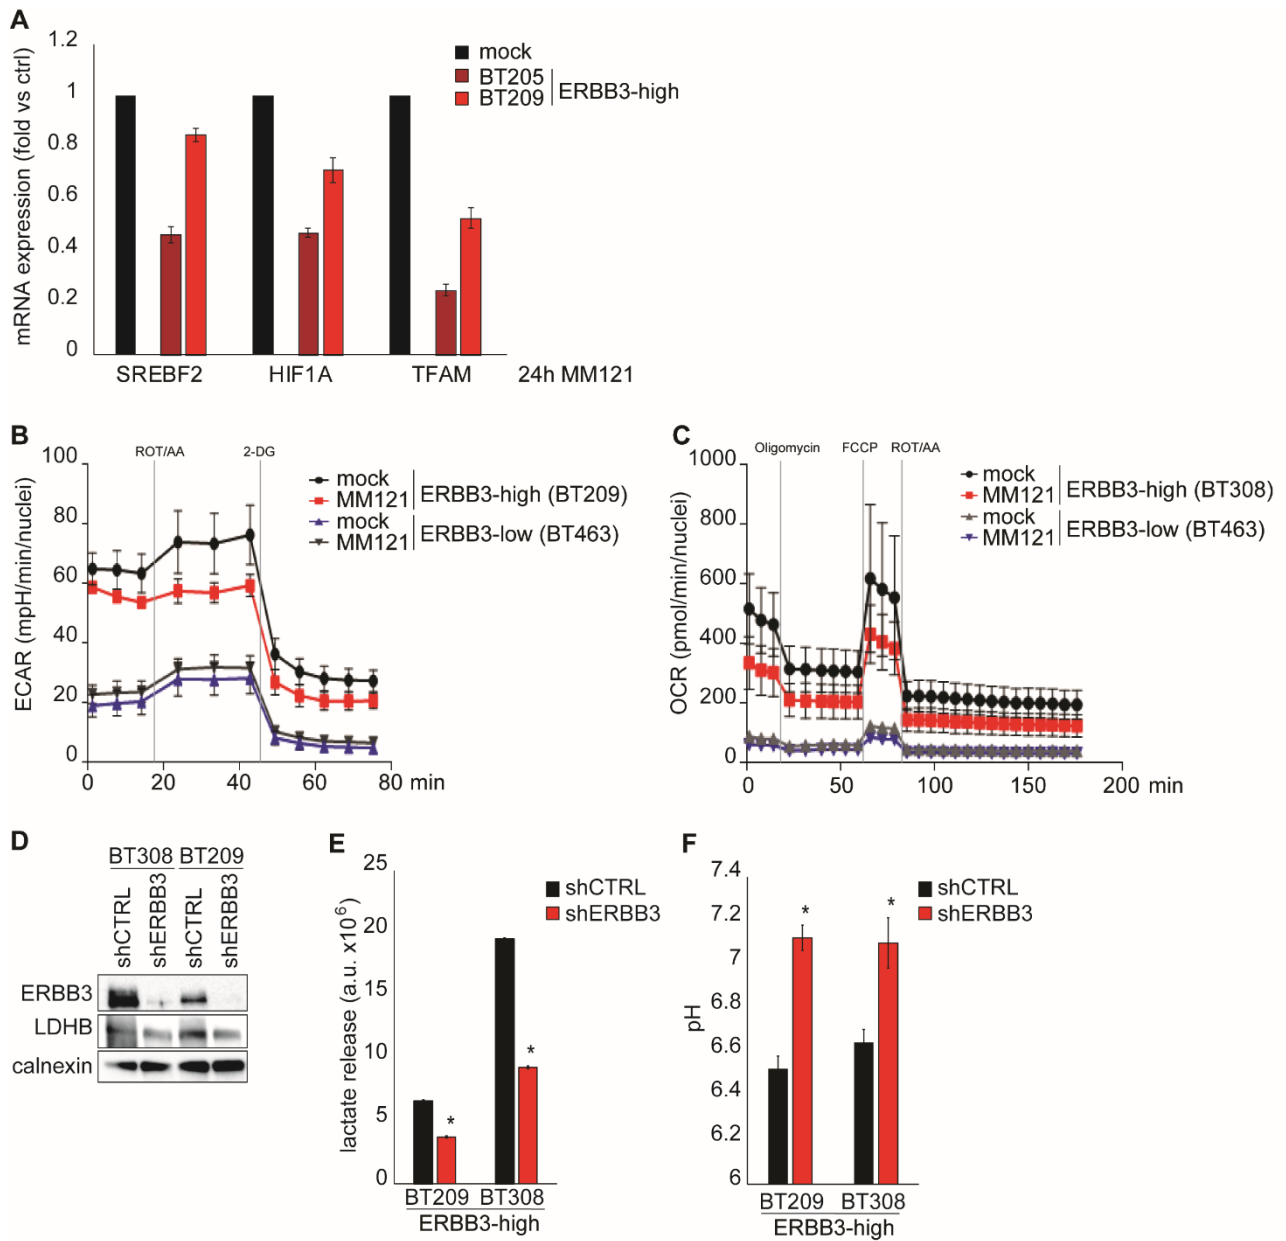 A
mRNA expression (fold vs ctrl)
1.2
1
0.8
0.6
0.4
0.2
0
mock
BT205
BT209
ERBB3-high
SREBF2
HIF1A
TFAM
24h MM121
B
ECAR (mpH/min/nuclei)
100
80
60
40
20
0
ROT/AA
2-DG
mock
MM121
ERBB3-high (BT209)
mock
MM121
ERBB3-low (BT463)
0 20 40 60 80 min
C
OCR (pmol/min/nuclei)
1000
800
600
400
200
0
Oligomycin
FCCP
ROT/AA
mock
MM121
ERBB3-high (BT308)
mock
MM121
ERBB3-low (BT463)
0 50 100 150 200
min
D
BT308 BT209
shCTRL
shERBB3
shCTRL
shERBB3
ERBB3
LDHB
calnexin
E
lactate release (a.u. x10⁶)
25
20
15
10
5
0
shCTRL
shERBB3
*
*
BT209 BT308
ERBB3-high
F
pH
7.4
7.2
7
6.8
6.6
6.4
6.2
6
shCTRL
shERBB3
*
*
BT209 BT308
ERBB3-high